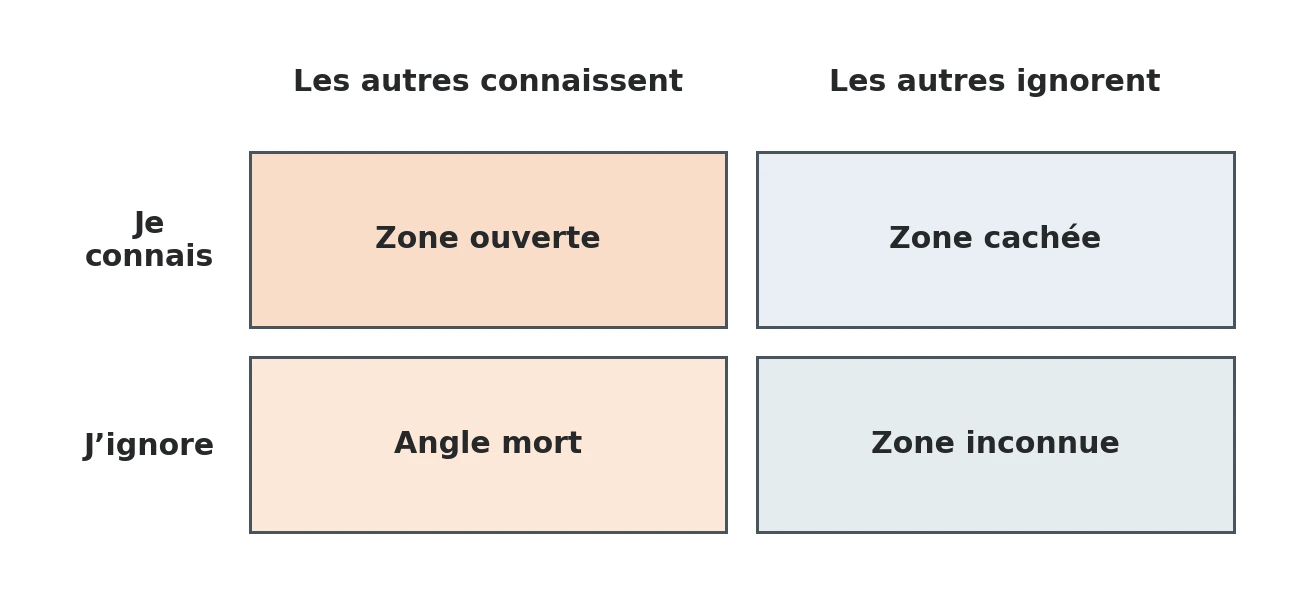 Les autres connaissent
Les autres ignorent
Je
connais
Zone ouverte
Zone cachée
J’ignore
Angle mort
Zone inconnue